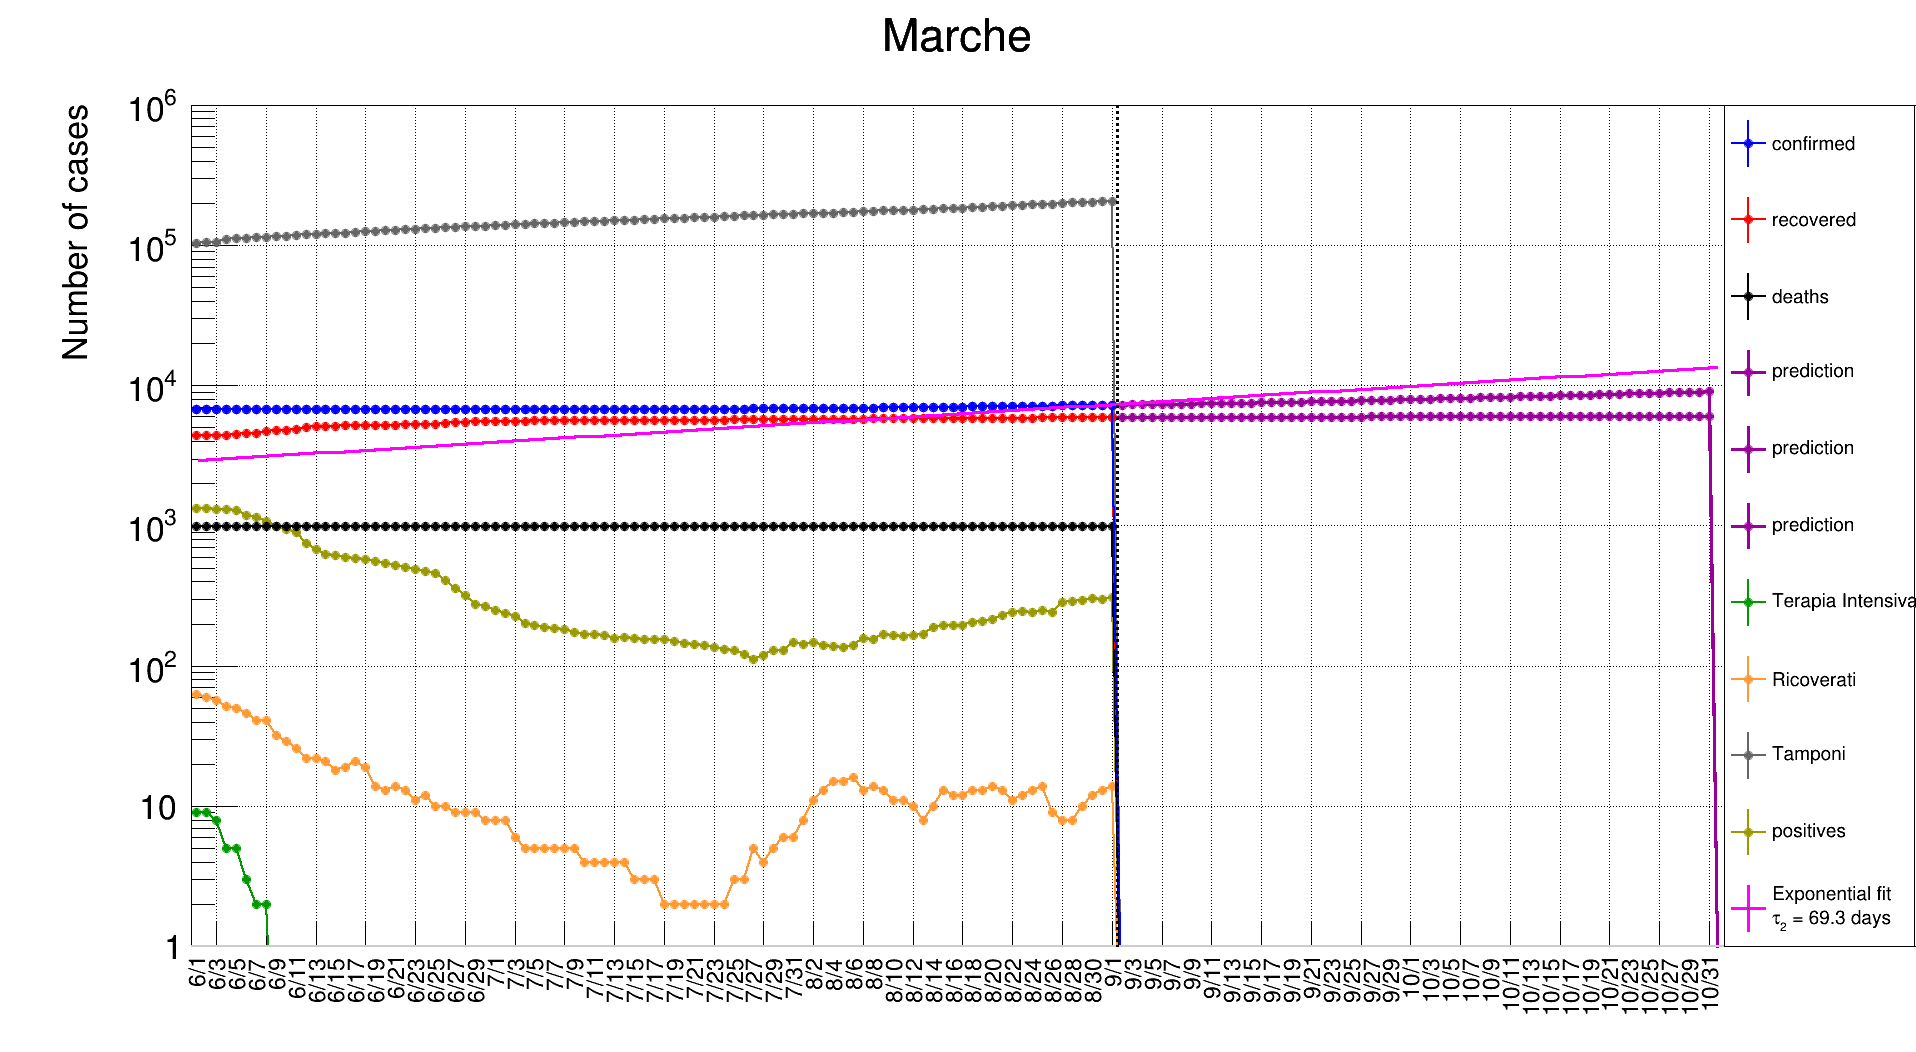 Marche
Number of cases
10^6
10^5
10^4
10^3
10^2
10
1
6/1 6/3 6/5 6/7 6/9 6/11 6/13 6/15 6/17 6/19 6/21 6/23 6/25 6/27 6/29 7/1 7/3 7/5 7/7 7/9 7/11 7/13 7/15 7/17 7/19 7/21 7/23 7/25 7/27 7/29 7/31 8/2 8/4 8/6 8/8 8/10 8/12 8/14 8/16 8/18 8/20 8/22 8/24 8/26 8/28 8/30 9/1 9/3 9/5 9/7 9/9 9/11 9/13 9/15 9/17 9/19 9/21 9/23 9/25 9/27 9/29 10/1 10/3 10/5 10/7 10/9 10/11 10/13 10/15 10/17 10/19 10/21 10/23 10/25 10/27 10/29 10/31
confirmed
recovered
deaths
prediction
prediction
prediction
Terapia Intensiva
Ricoverati
Tamponi
positives
Exponential fit
τ₂ = 69.3 days